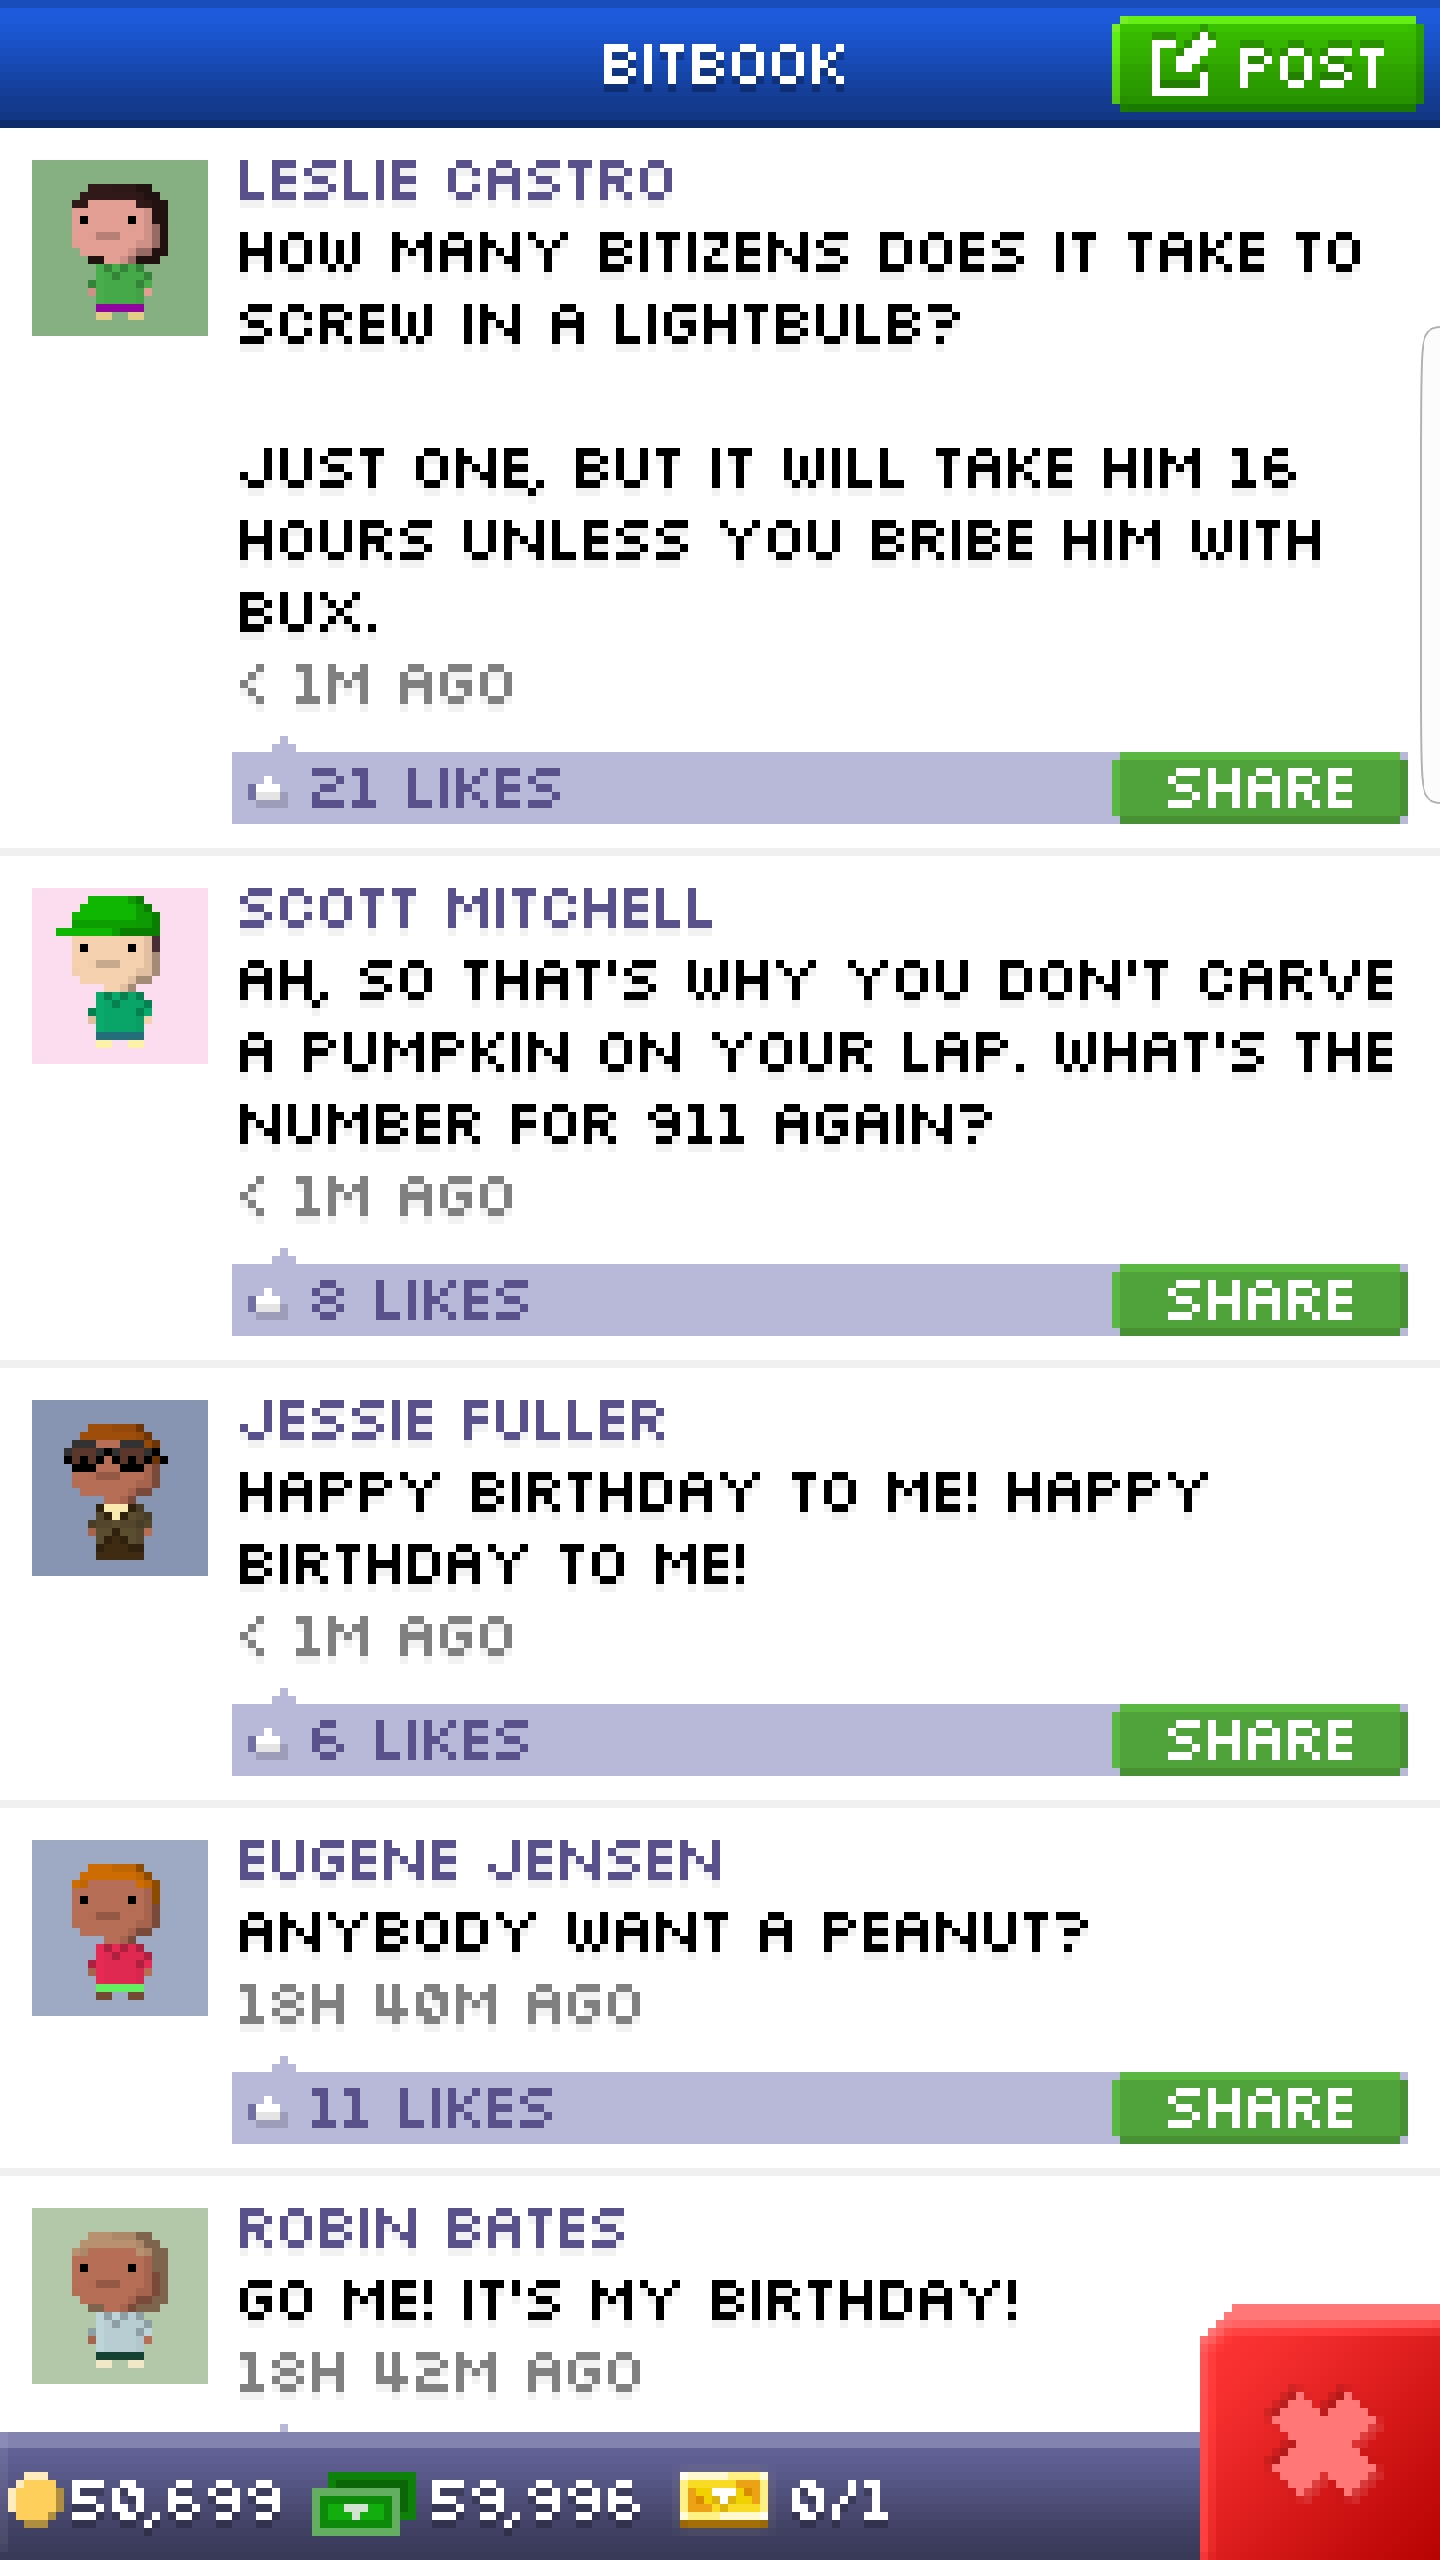 BITBOOK
POST
LESLIE CASTRO
HOW MANY BITIZENS DOES IT TAKE TO
SCREW IN A LIGHTBULB?
JUST ONE, BUT IT WILL TAKE HIM 16
HOURS UNLESS YOU BRIBE HIM WITH
BUX.
< 1M AGO
21 LIKES
SHARE
SCOTT MITCHELL
AH, SO THAT'S WHY YOU DON'T CARVE
A PUMPKIN ON YOUR LAP. WHAT'S THE
NUMBER FOR 911 AGAIN?
< 1M AGO
8 LIKES
SHARE
JESSIE FULLER
HAPPY BIRTHDAY TO ME! HAPPY
BIRTHDAY TO ME!
< 1M AGO
6 LIKES
SHARE
EUGENE JENSEN
ANYBODY WANT A PEANUT?
18H 40M AGO
11 LIKES
SHARE
ROBIN BATES
GO ME! IT'S MY BIRTHDAY!
18H 42M AGO
50,699 59,996 0/1